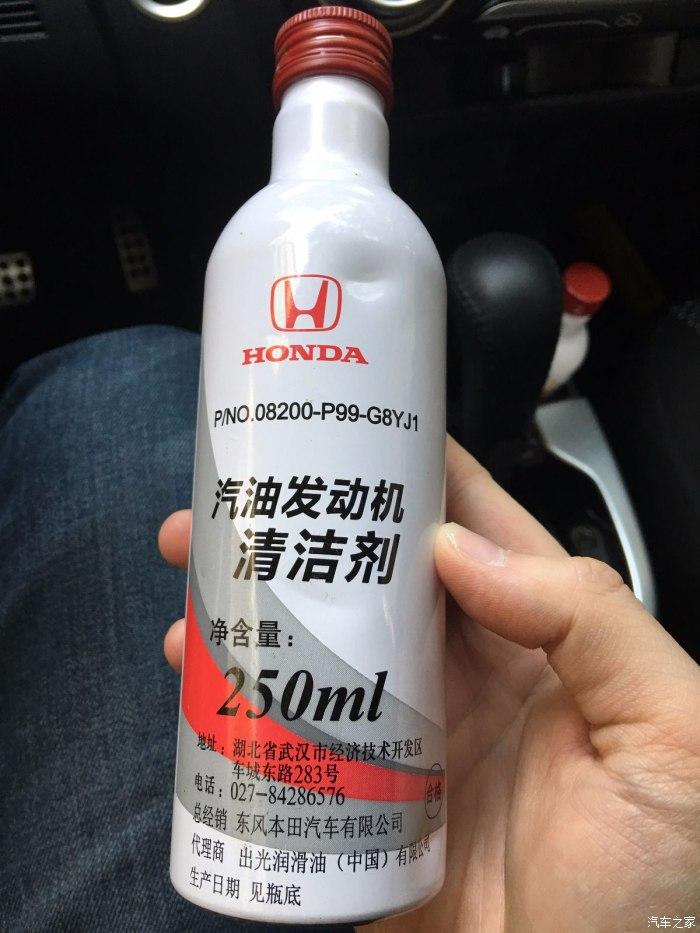 HONDA
P/NO.08200-P99-G8YJ1
汽油发动机
清洁剂
净含量：
250ml
地址：湖北省武汉市经济技术开发区
车城东路283号
电话：027-84286576
合格
总经销 东风本田汽车有限公司
代理商 出光润滑油（中国）有限公司
生产日期 见瓶底
汽车之家